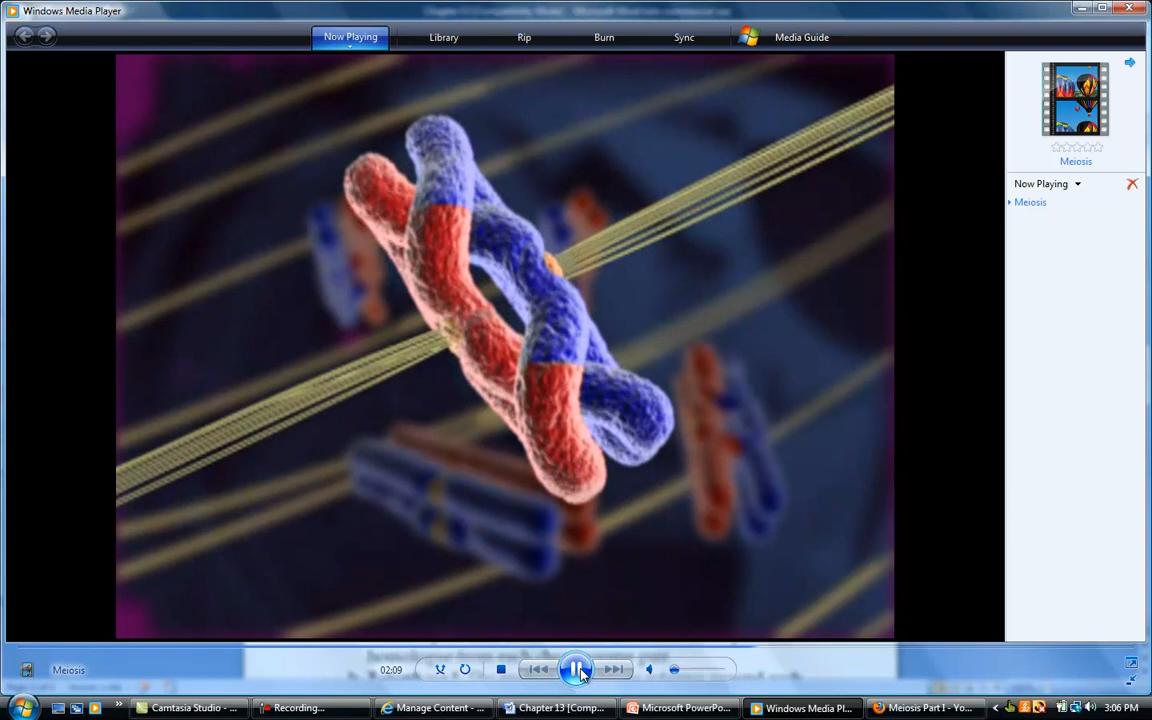 Windows Media Player
Now Playing
Library
Rip
Burn
Sync
Media Guide
Meiosis
Now Playing
Meiosis
Meiosis
02:09
Camtasia Studio - ...
Recording...
Manage Content - ...
Chapter 13 [Comp...
Microsoft PowerPo...
Windows Media Pl...
Meiosis Part I - Yo...
3:06 PM